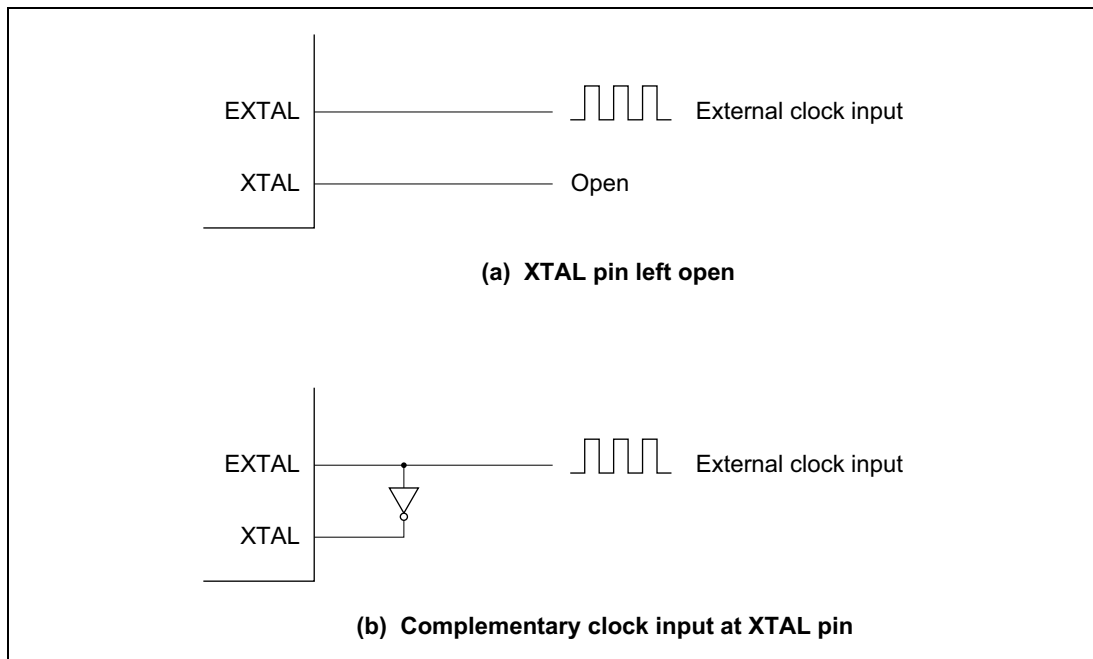 EXTAL External clock input
XTAL Open
(a) XTAL pin left open
EXTAL External clock input
XTAL
(b) Complementary clock input at XTAL pin